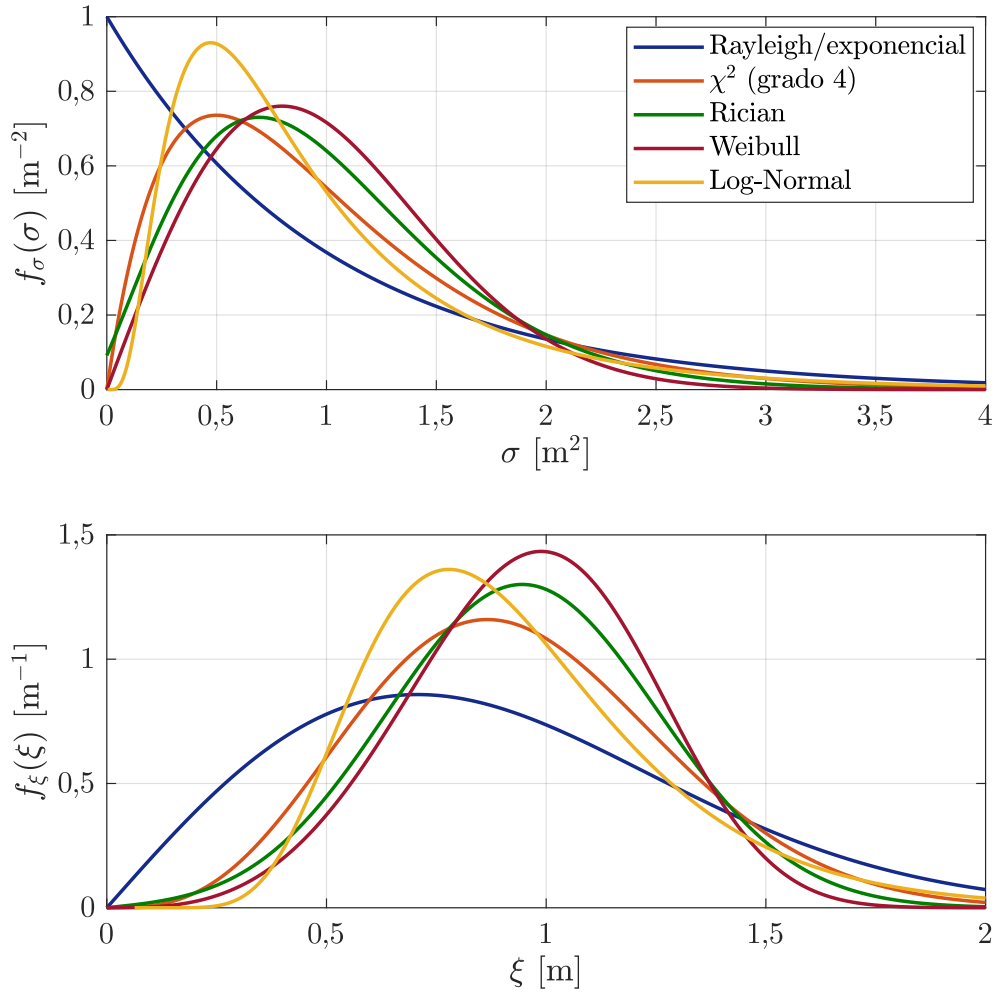 1
0,8
0,6
0,4
0,2
0
f_σ(σ) [m⁻²]
Rayleigh/exponencial
χ² (grado 4)
Rician
Weibull
Log-Normal
0 0,5 1 1,5 2 2,5 3 3,5 4
σ [m²]
1,5
1
0,5
0
f_ξ(ξ) [m⁻¹]
0 0,5 1 1,5 2
ξ [m]